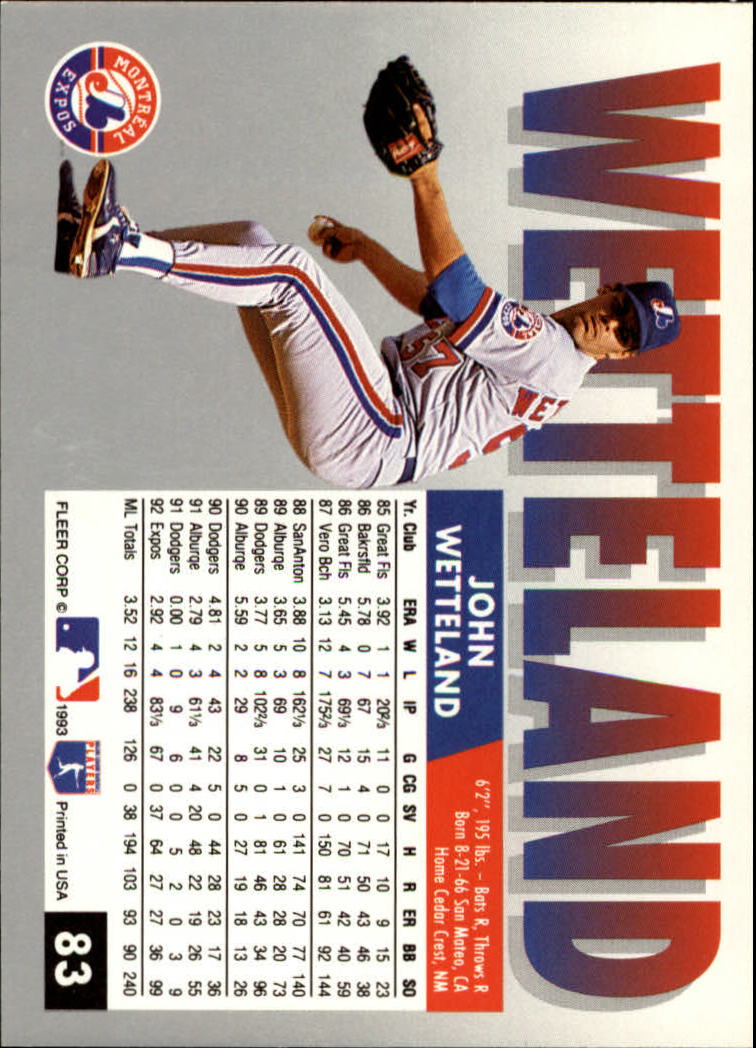 WETTELAND
MONTRÉAL
EXPOS
WET
57
JOHN
WETTELAND
6'2", 195 lbs. – Bats R, Throws R
Born 8-21-66 San Mateo, CA
Home Cedar Crest, NM
Yr. Club ERA W L IP G CG SV H R ER BB SO
85 Great Fls 3.92 1 1 20⅔ 11 0 0 17 10 9 15 23
86 Bakrsfld 5.78 0 7 67 15 4 0 71 50 43 46 38
86 Great Fls 5.45 4 3 69⅓ 12 1 0 70 51 42 40 59
87 Vero Bch 3.13 12 7 175⅔ 27 7 0 150 81 61 92 144
88 SanAnton 3.88 10 8 162⅓ 25 3 0 141 74 70 77 140
89 Alburqe 3.65 5 3 69 10 1 0 61 28 28 20 73
89 Dodgers 3.77 5 8 102⅔ 31 0 1 81 46 43 34 96
90 Alburqe 5.59 2 2 29 8 5 0 27 19 18 13 26
90 Dodgers 4.81 2 4 43 22 5 0 44 28 23 17 36
91 Alburqe 2.79 4 3 61⅓ 41 4 20 48 22 19 26 55
91 Dodgers 0.00 1 0 9 6 0 0 5 2 0 3 9
92 Expos 2.92 4 4 83⅓ 67 0 37 64 27 27 36 99
ML Totals 3.52 12 16 238 126 0 38 194 103 93 90 240
FLEER CORP © 1993 PLAYERS Printed in USA
83